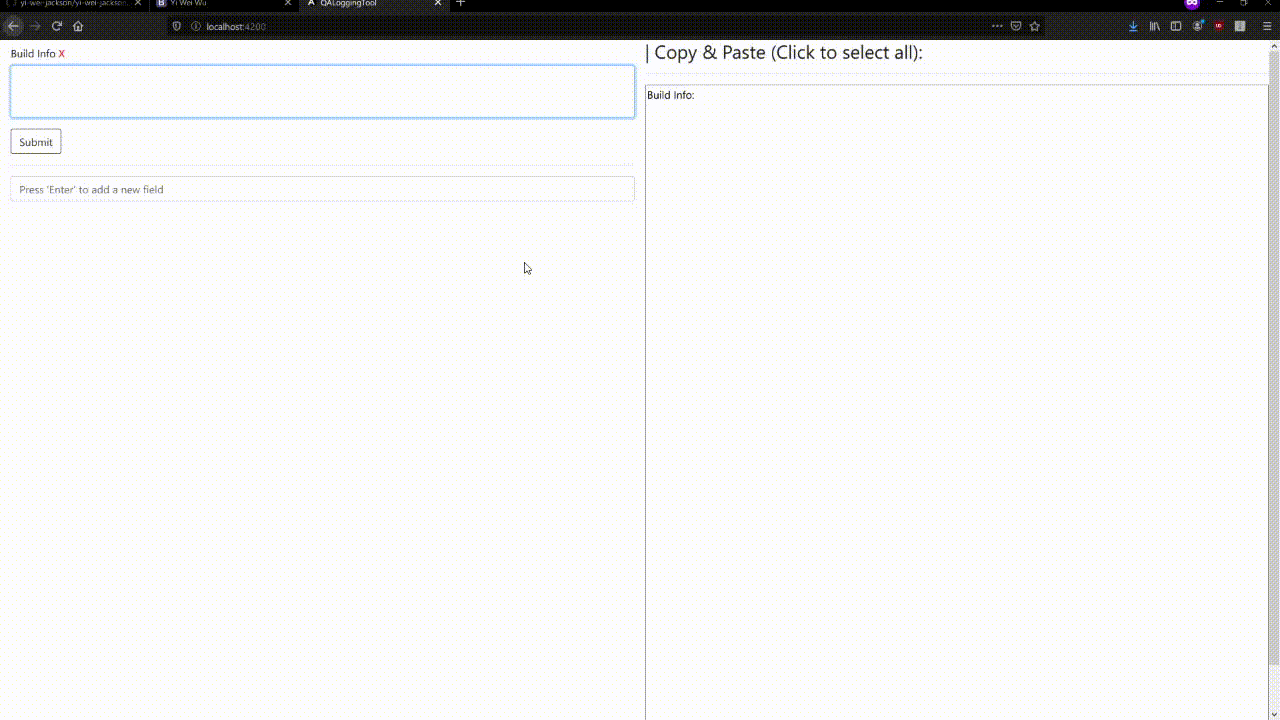 yi-wei-jackson/yi-wei-jackson. Yi Wei Wu QALoggingTool
localhost:4200
Build Info X
Submit
Press 'Enter' to add a new field
| Copy & Paste (Click to select all):
Build Info: